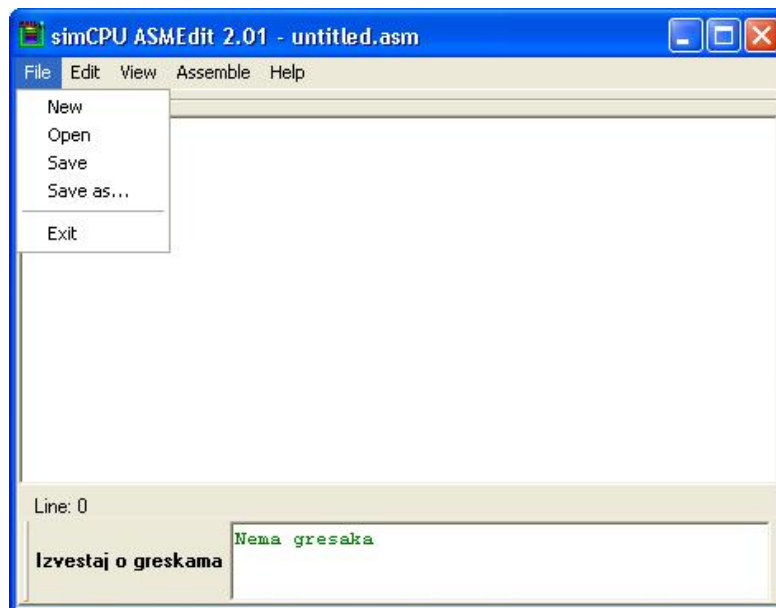 simCPU ASMEdit 2.01 - untitled.asm
File Edit View Assemble Help
New
Open
Save
Save as...
Exit
Line: 0
Izvestaj o greskama
Nema gresaka